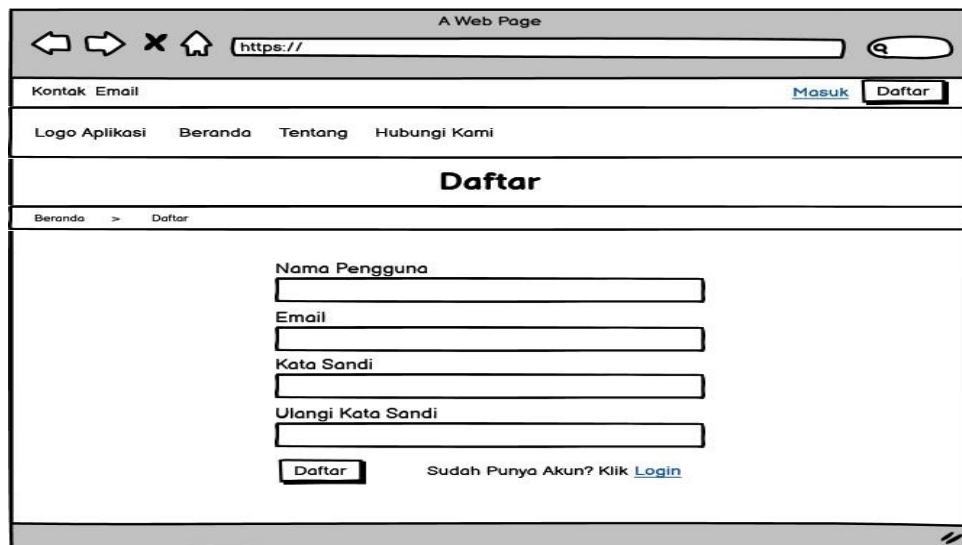 A Web Page
https://
Kontak Email Masuk Daftar
Logo Aplikasi Beranda Tentang Hubungi Kami
Daftar
Beranda > Daftar
Nama Pengguna
Email
Kata Sandi
Ulangi Kata Sandi
Daftar Sudah Punya Akun? Klik Login